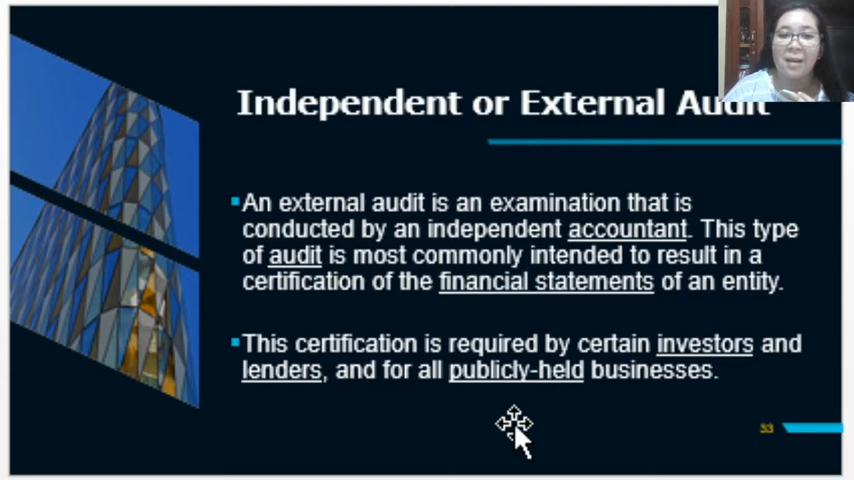 Independent or External Audit
An external audit is an examination that is
conducted by an independent accountant. This type
of audit is most commonly intended to result in a
certification of the financial statements of an entity.
This certification is required by certain investors and
lenders, and for all publicly-held businesses.
33